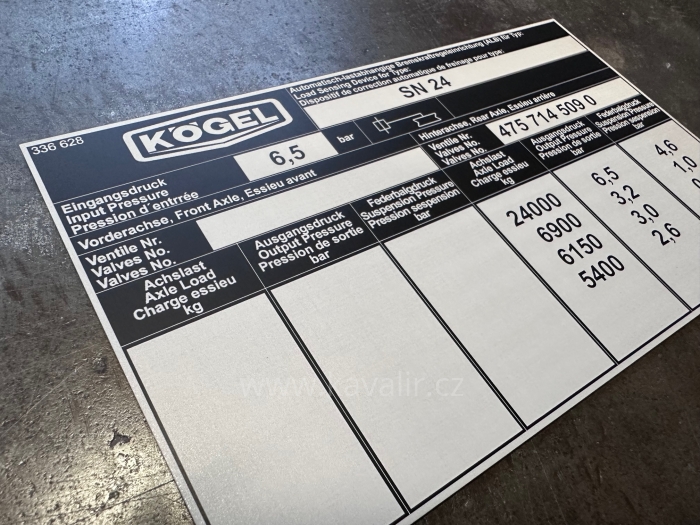 336 628
KÖGEL
Automatisch-lastabhängige Bremskraftregeleinrichtung (ALB) für Typ:
Load Sensing Device for Type:
Dispositif de correction automatique de freinage pour type:
SN 24
Eingangsdruck
Input Pressure
Pression d'entrée
6,5
bar
Vorderachse, Front Axle, Essieu avant
Hinterachse, Rear Axle, Essieu arrière
Ventile Nr.
Valves No.
Valves No.
Ventile Nr.
Valves No.
Valves No.
475 714 509 0
Achslast
Axle Load
Charge essieu
kg
Ausgangsdruck
Output Pressure
Pression de sortie
bar
Federbalgdruck
Suspension Pressure
Pression suspension
bar
Achslast
Axle Load
Charge essieu
kg
Ausgangsdruck
Output Pressure
Pression de sortie
bar
Federbalgdruck
Suspension Pressure
Pression suspension
bar
24000 6,5 4,6
6900 3,2 1,0
6150 3,0
5400 2,6
www.kavalir.cz